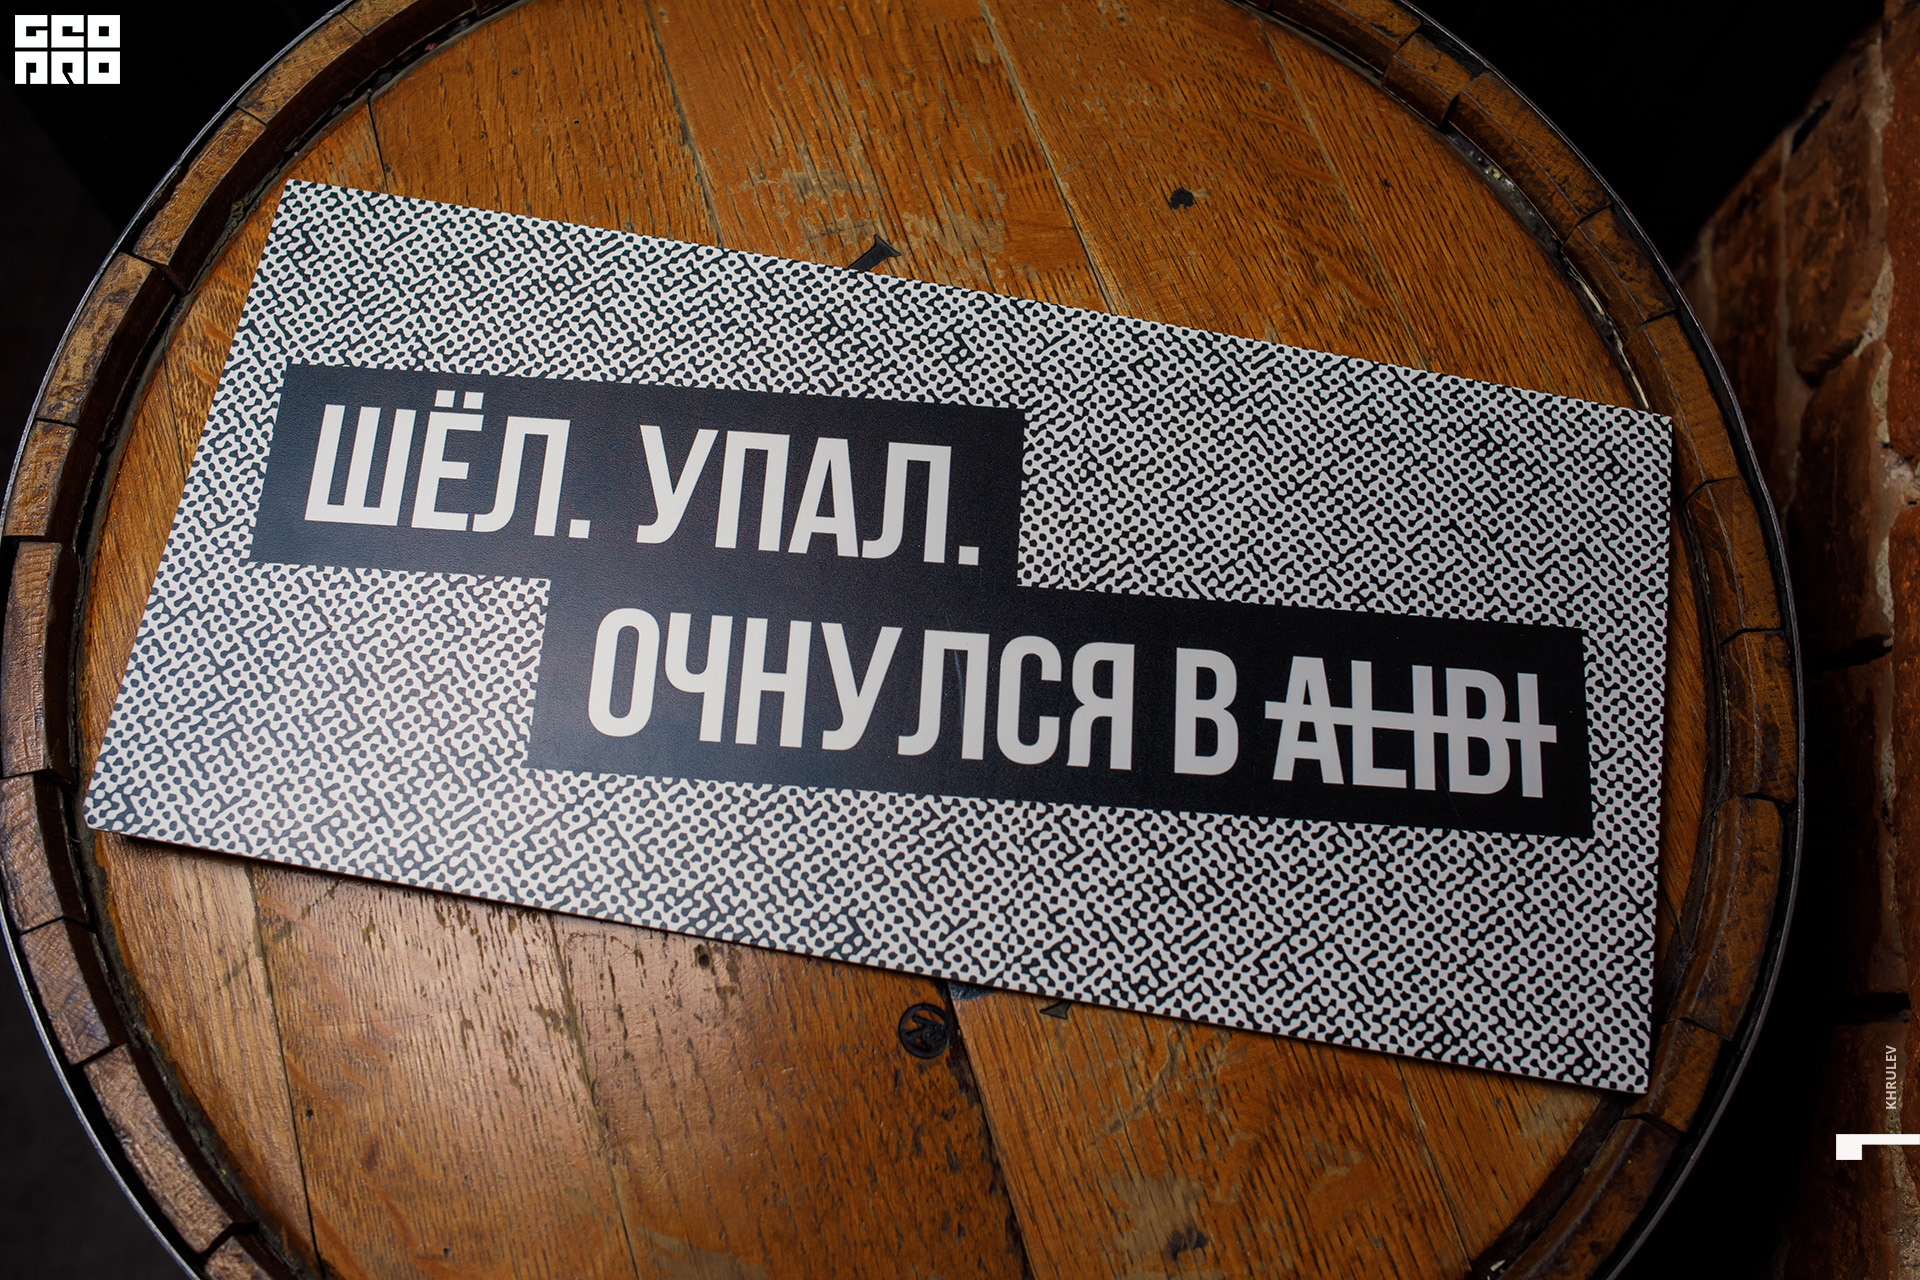 GEO
PRO
ШЁЛ. УПАЛ.
ОЧНУЛСЯ В ALIBI
KHRULEV